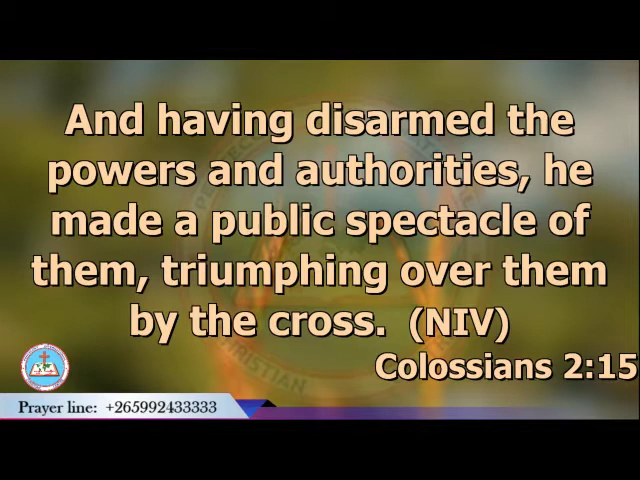 And having disarmed the
powers and authorities, he
made a public spectacle of
them, triumphing over them
by the cross. (NIV)
Colossians 2:15
CHRISTIAN
Prayer line: +265992433333